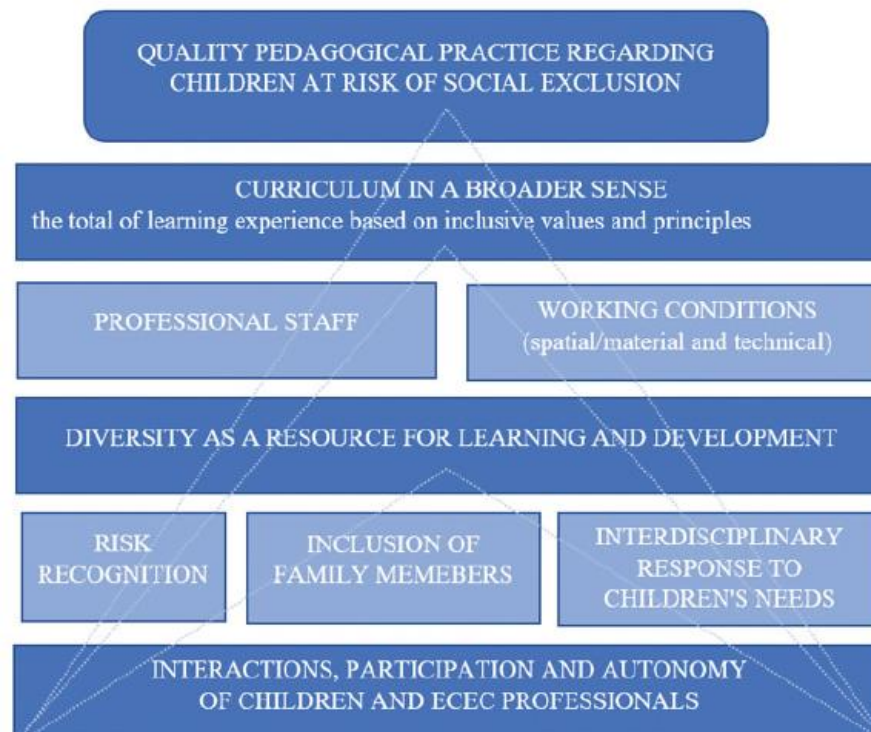 QUALITY PEDAGOGICAL PRACTICE REGARDING
CHILDREN AT RISK OF SOCIAL EXCLUSION
CURRICULUM IN A BROADER SENSE
the total of learning experience based on inclusive values and principles
PROFESSIONAL STAFF
WORKING CONDITIONS
(spatial/material and technical)
DIVERSITY AS A RESOURCE FOR LEARNING AND DEVELOPMENT
RISK
RECOGNITION
INCLUSION OF
FAMILY MEMEBERS
INTERDISCIPLINARY
RESPONSE TO
CHILDREN'S NEEDS
INTERACTIONS, PARTICIPATION AND AUTONOMY
OF CHILDREN AND ECEC PROFESSIONALS